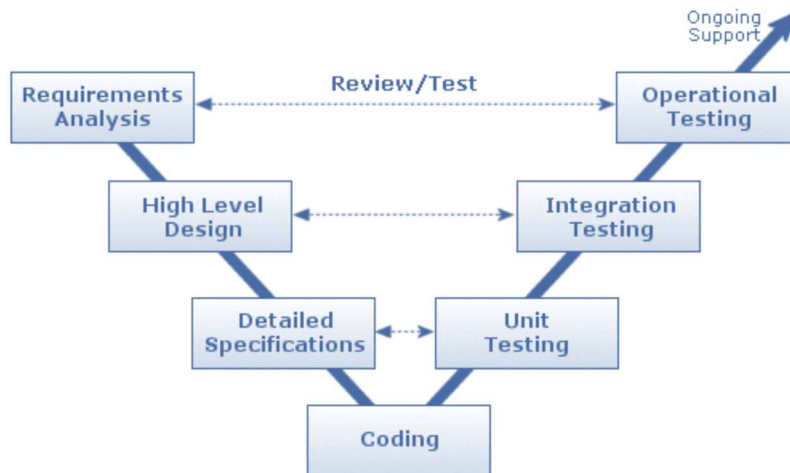 Ongoing
Support
Requirements
Analysis
Review/Test
Operational
Testing
High Level
Design
Integration
Testing
Detailed
Specifications
Unit
Testing
Coding